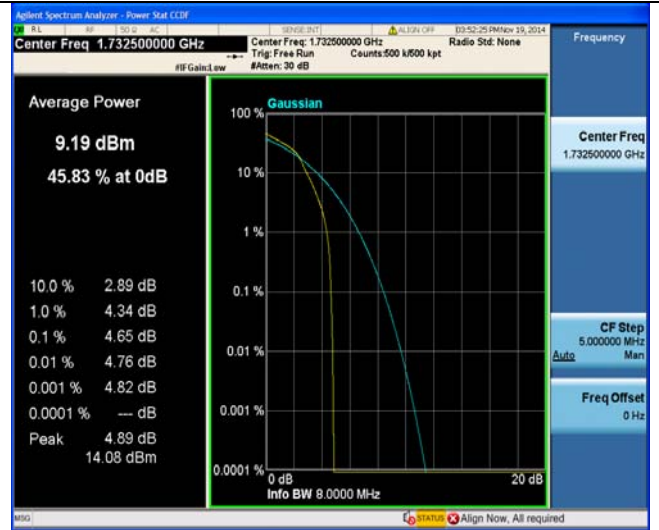 Agilent Spectrum Analyzer - Power Stat CCDF
RL RF 50 Ω AC SENSE:INT ALIGN OFF 03:52:25 PM Nov 19, 2014
Center Freq 1.732500000 GHz
Center Freq: 1.732500000 GHz Radio Std: None
Trig: Free Run Counts:500 k/500 kpt
#IFGain:Low #Atten: 30 dB
Frequency
Average Power
9.19 dBm
45.83 % at 0dB
10.0 % 2.89 dB
1.0 % 4.34 dB
0.1 % 4.65 dB
0.01 % 4.76 dB
0.001 % 4.82 dB
0.0001 % --- dB
Peak 4.89 dB
14.08 dBm
Gaussian
100 %
10 %
1 %
0.1 %
0.01 %
0.001 %
0.0001 %
0 dB 20 dB
Info BW 8.0000 MHz
Center Freq
1.732500000 GHz
CF Step
5.000000 MHz
Auto Man
Freq Offset
0 Hz
MSG STATUS Align Now, All required